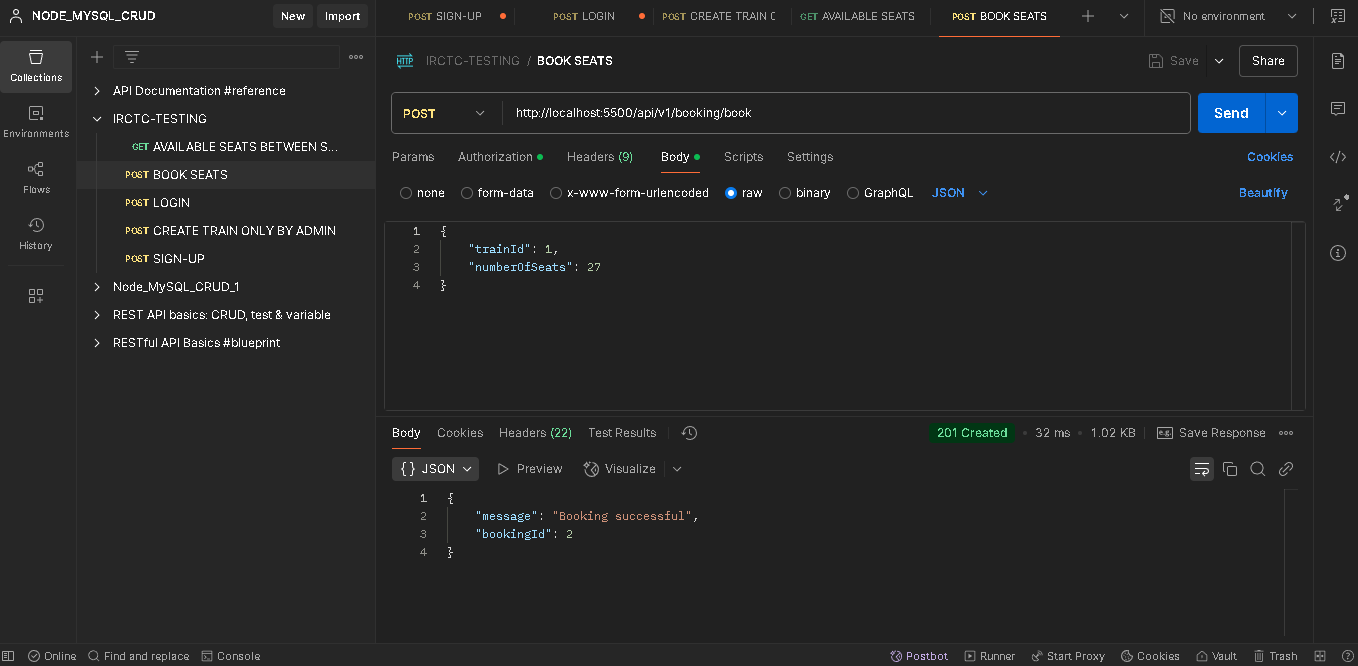 NODE_MYSQL_CRUD New Import
POST SIGN-UP POST LOGIN POST CREATE TRAIN C GET AVAILABLE SEATS POST BOOK SEATS No environment
Collections
Environments
Flows
History
API Documentation #reference
IRCTC-TESTING
GET AVAILABLE SEATS BETWEEN S...
POST BOOK SEATS
POST LOGIN
POST CREATE TRAIN ONLY BY ADMIN
POST SIGN-UP
Node_MySQL_CRUD_1
REST API basics: CRUD, test & variable
RESTful API Basics #blueprint
HTTP IRCTC-TESTING / BOOK SEATS Save Share
POST http://localhost:5500/api/v1/booking/book Send
Params Authorization Headers (9) Body Scripts Settings Cookies
none form-data x-www-form-urlencoded raw binary GraphQL JSON Beautify
1 {
2 "trainId": 1,
3 "numberOfSeats": 27
4 }
Body Cookies Headers (22) Test Results 201 Created 32 ms 1.02 KB e.g. Save Response
{} JSON Preview Visualize
1 {
2 "message": "Booking successful",
3 "bookingId": 2
4 }
Online Find and replace Console Postbot Runner Start Proxy Cookies Vault Trash